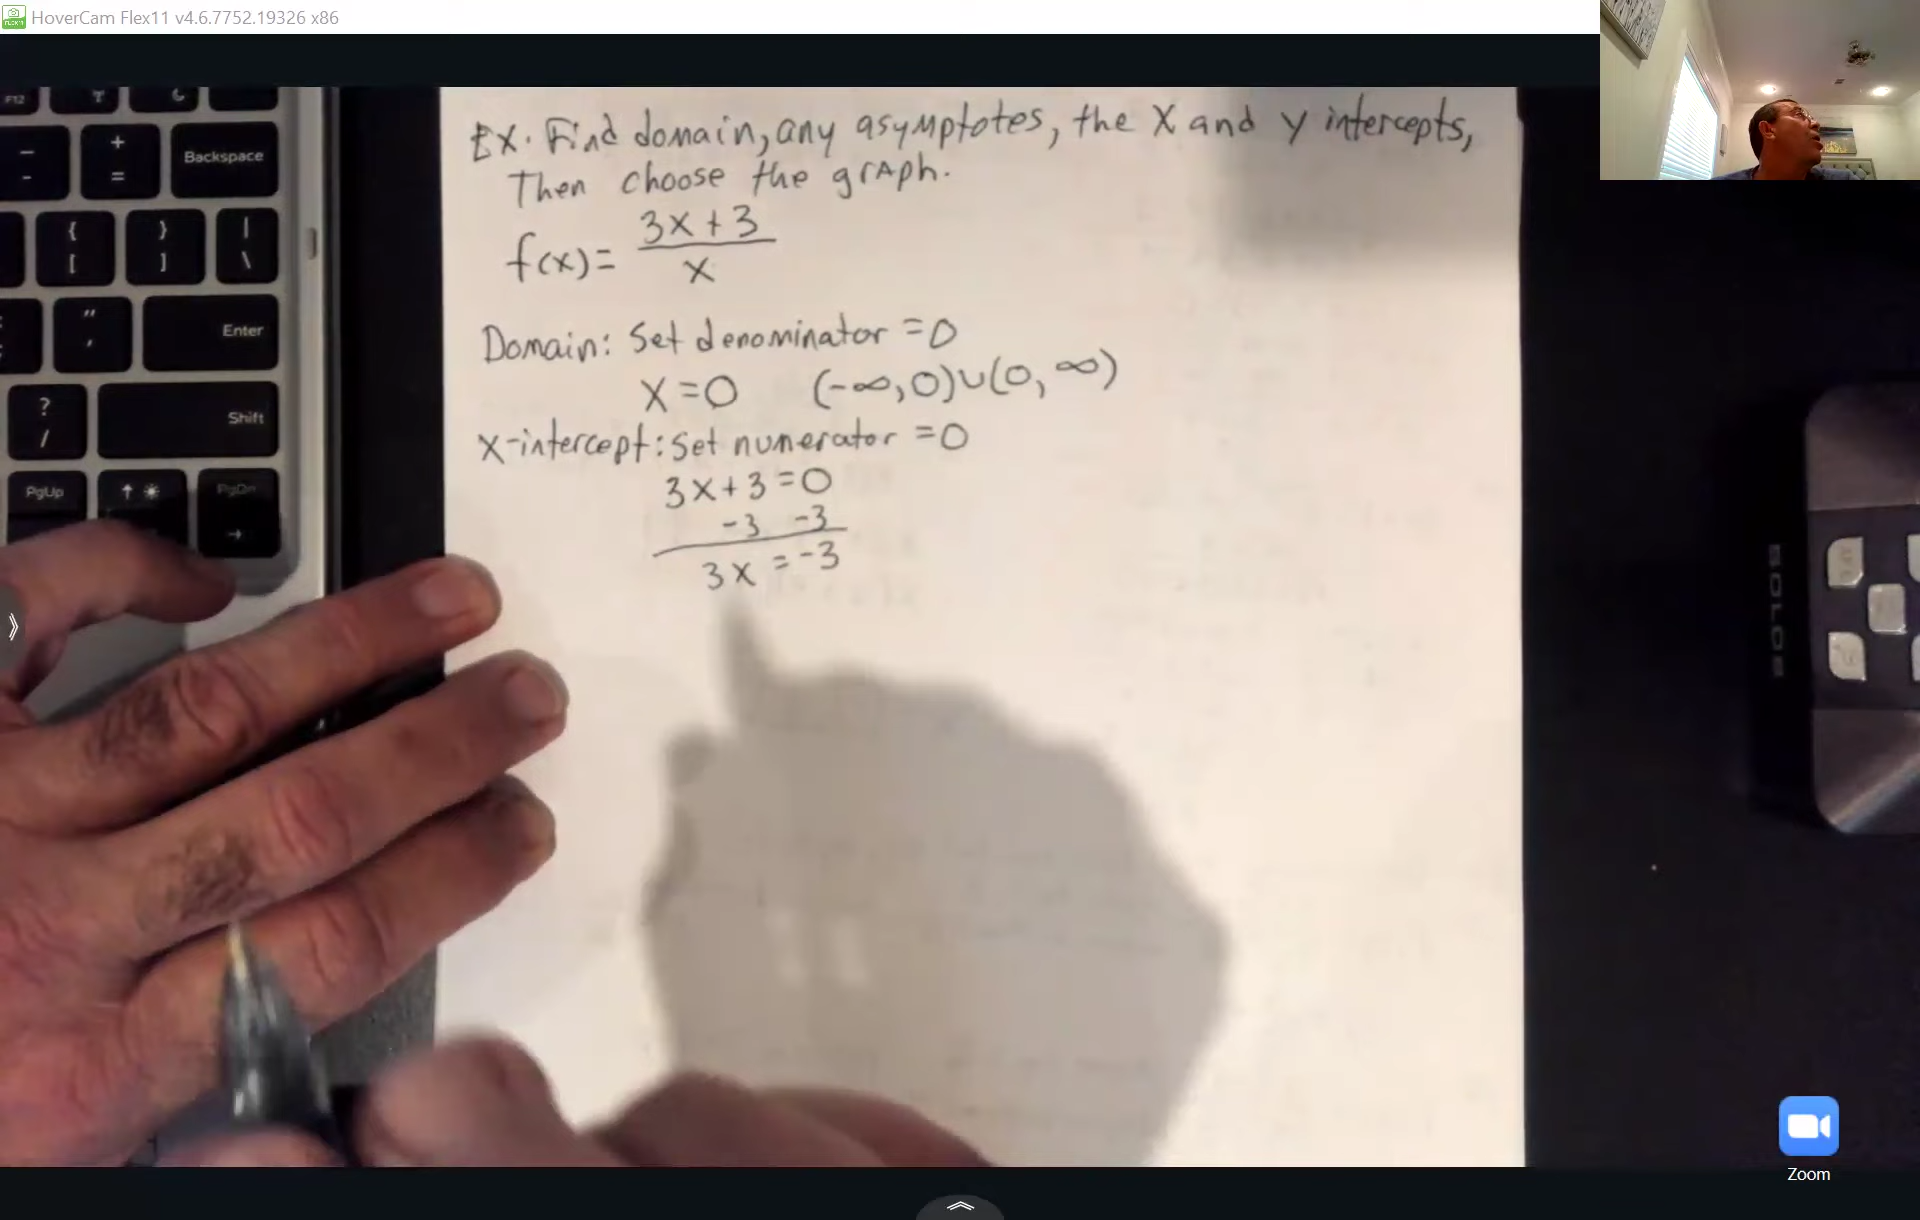 HoverCam Flex11 v4.6.7752.19326 x86
F12
Backspace
Enter
Shift
PgUp
PgDn
EX. Find domain, any asymptotes, the X and y intercepts,
Then choose the graph.
f(x) = 3x+3
x
Domain: Set denominator = 0
X = 0 (-∞, 0) ∪ (0, ∞)
x-intercept: Set numerator = 0
3x+3 = 0
-3 -3
3x = -3
Zoom